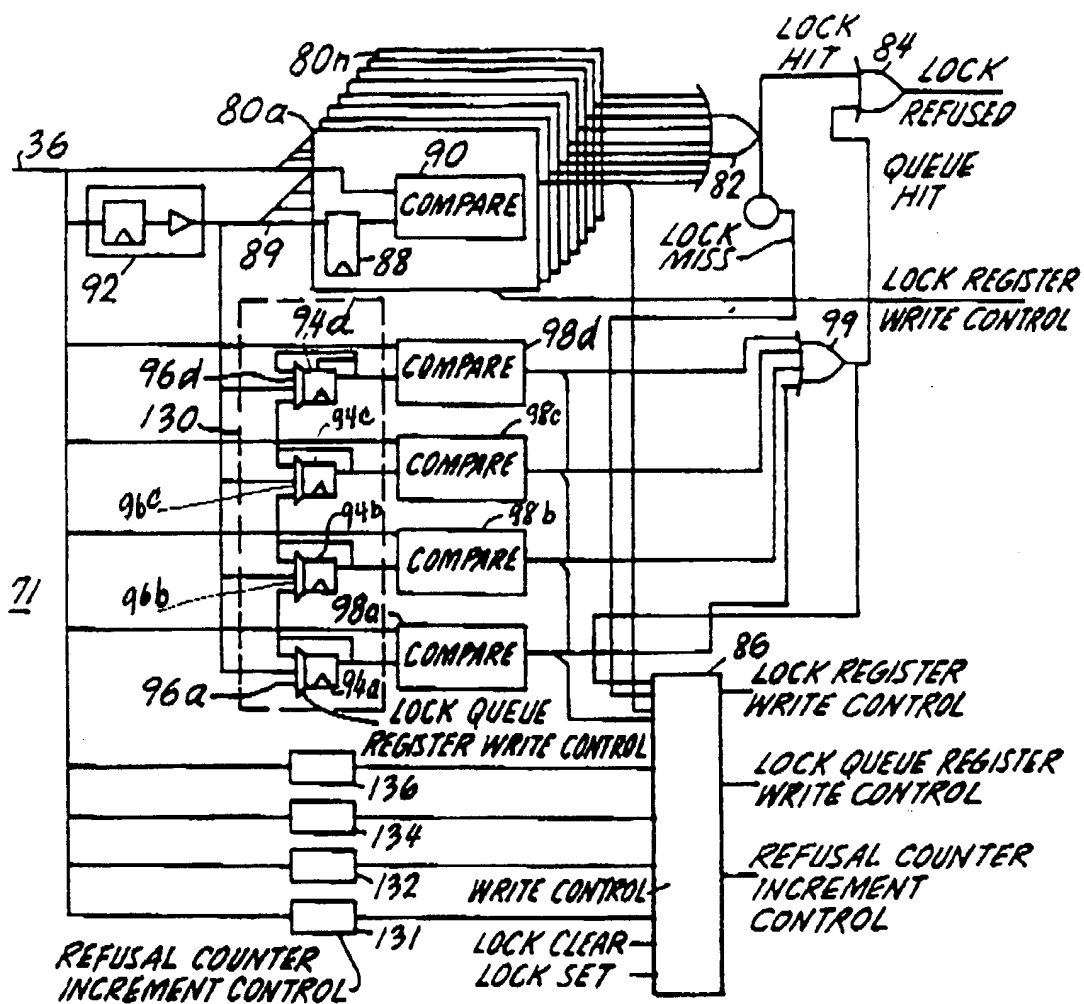 80n
LOCK
HIT
84
LOCK
REFUSED
80a
36
90
COMPARE
82
QUEUE
HIT
92
89
88
LOCK
MISS
LOCK REGISTER
WRITE CONTROL
94d
98d
99
COMPARE
96d
130
94c
98c
COMPARE
96c
94b
98b
COMPARE
71
96b
98a
COMPARE
86
96a
94a
LOCK QUEUE
REGISTER WRITE CONTROL
LOCK REGISTER
WRITE CONTROL
136
LOCK QUEUE REGISTER
WRITE CONTROL
134
132
WRITE CONTROL
REFUSAL COUNTER
INCREMENT
CONTROL
131
LOCK CLEAR
LOCK SET
REFUSAL COUNTER
INCREMENT CONTROL